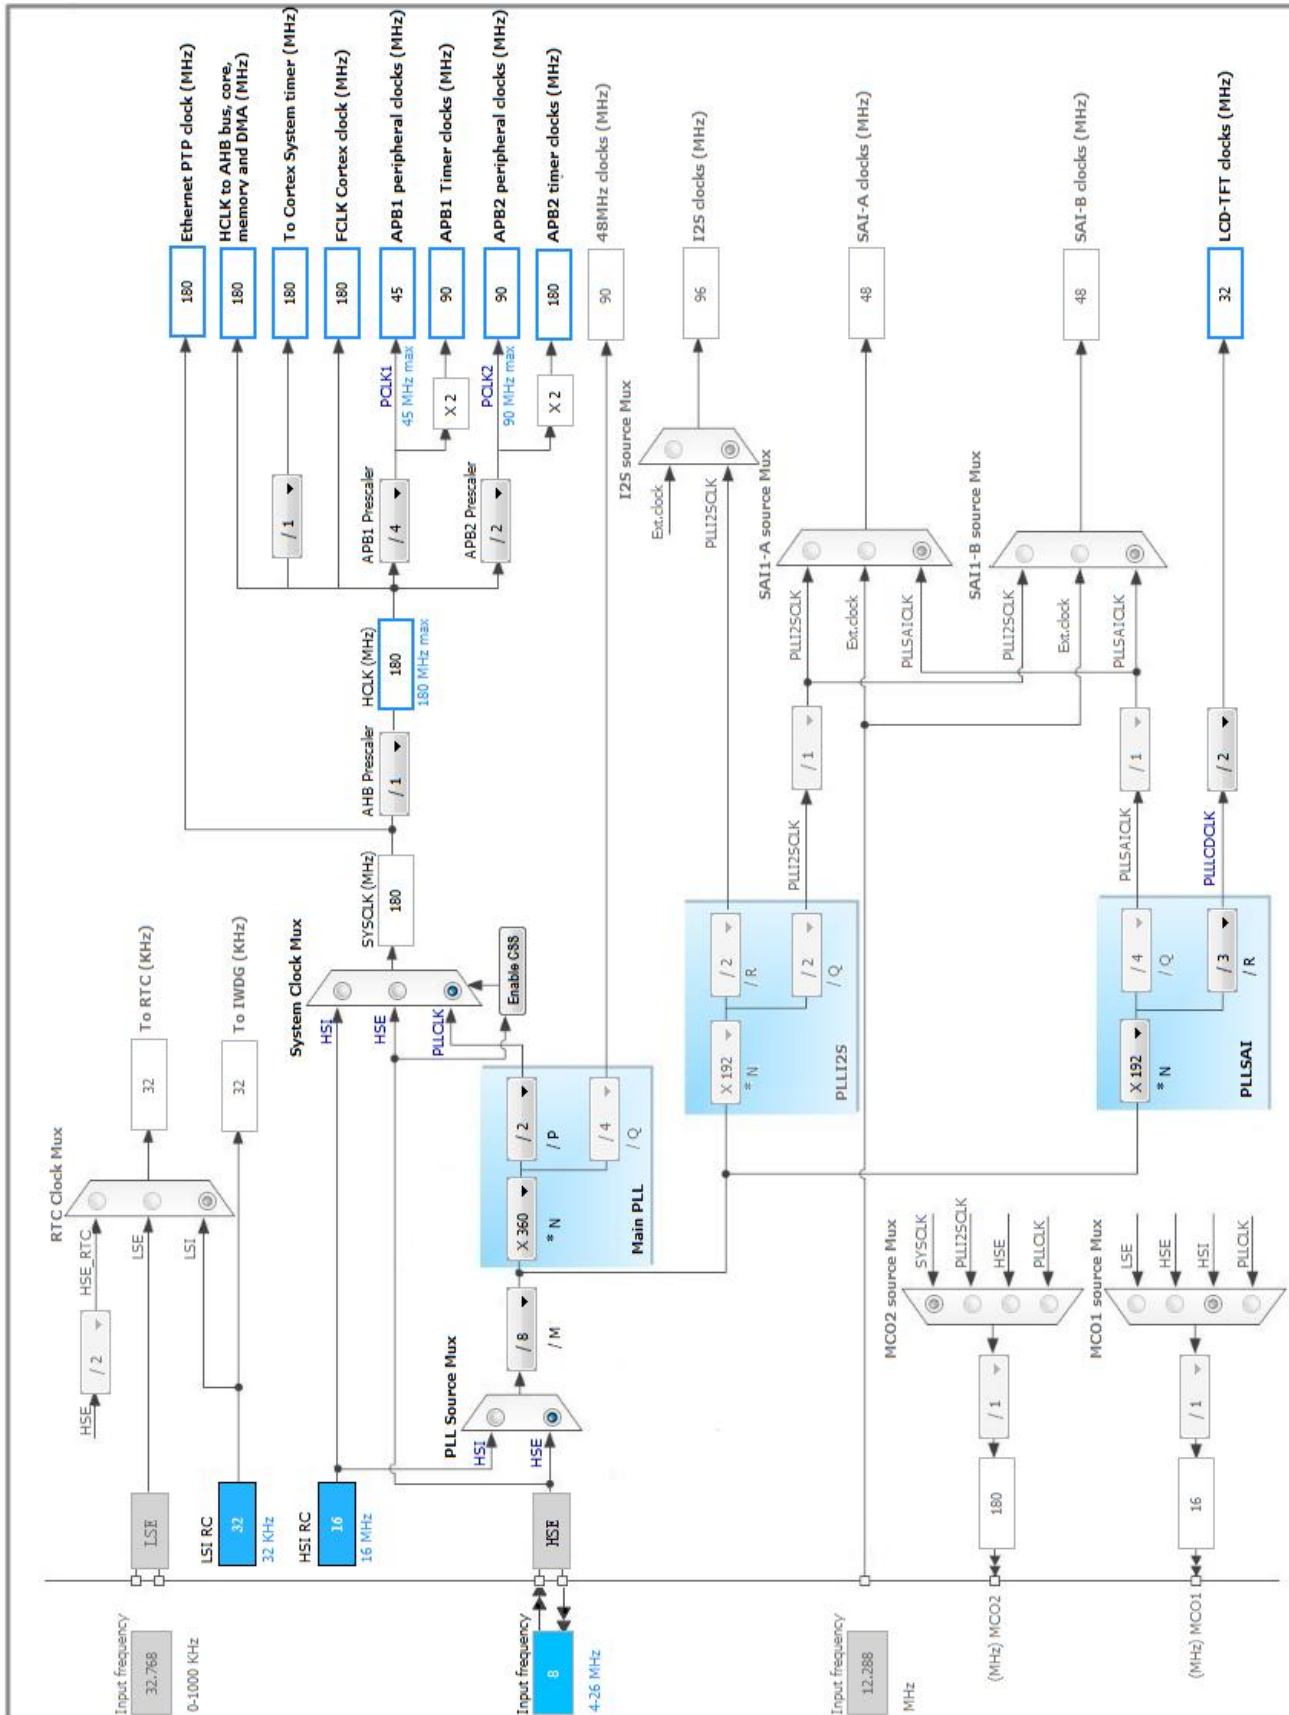 Input frequency
32.768
0-1000 KHz
LSE
LSI RC
32
32 KHz
HSI RC
16
16 MHz
Input frequency
8
4-26 MHz
HSE
Input frequency
12.288
MHz
HSE
/ 2
HSE_RTC
LSE
LSI
RTC Clock Mux
32
To RTC (KHz)
32
To IWDG (KHz)
PLL Source Mux
HSI
HSE
/ 8
/ M
X 360
* N
/ 2
/ P
/ 4
/ Q
Main PLL
System Clock Mux
HSI
HSE
PLLCLK
Enable CSS
SYSCLK (MHz)
180
AHB Prescaler
/ 1
HCLK (MHz)
180
180 MHz max
/ 1
APB1 Prescaler
/ 4
PCLK1
45 MHz max
X 2
APB2 Prescaler
/ 2
PCLK2
90 MHz max
X 2
180
Ethernet PTP clock (MHz)
180
HCLK to AHB bus, core,
memory and DMA (MHz)
180
To Cortex System timer (MHz)
180
FCLK Cortex clock (MHz)
45
APB1 peripheral clocks (MHz)
90
APB1 Timer clocks (MHz)
90
APB2 peripheral clocks (MHz)
180
APB2 timer clocks (MHz)
90
48MHz clocks (MHz)
X 192
* N
/ 2
/ R
/ 2
/ Q
PLLI2S
PLLI2SCLK
/ 1
I2S source Mux
Ext.clock
PLLI2SCLK
96
I2S clocks (MHz)
SAI1-A source Mux
PLLI2SCLK
Ext.clock
PLLSAICLK
48
SAI-A clocks (MHz)
SAI1-B source Mux
PLLI2SCLK
Ext.clock
PLLSAICLK
48
SAI-B clocks (MHz)
X 192
* N
/ 4
/ Q
/ 3
/ R
PLLSAI
PLLSAICLK
/ 1
PLLLCDCLK
/ 2
32
LCD-TFT clocks (MHz)
MCO2 source Mux
SYSCLK
PLLI2SCLK
HSE
PLLCLK
/ 1
180
(MHz) MCO2
MCO1 source Mux
LSE
HSE
HSI
PLLCLK
/ 1
16
(MHz) MCO1